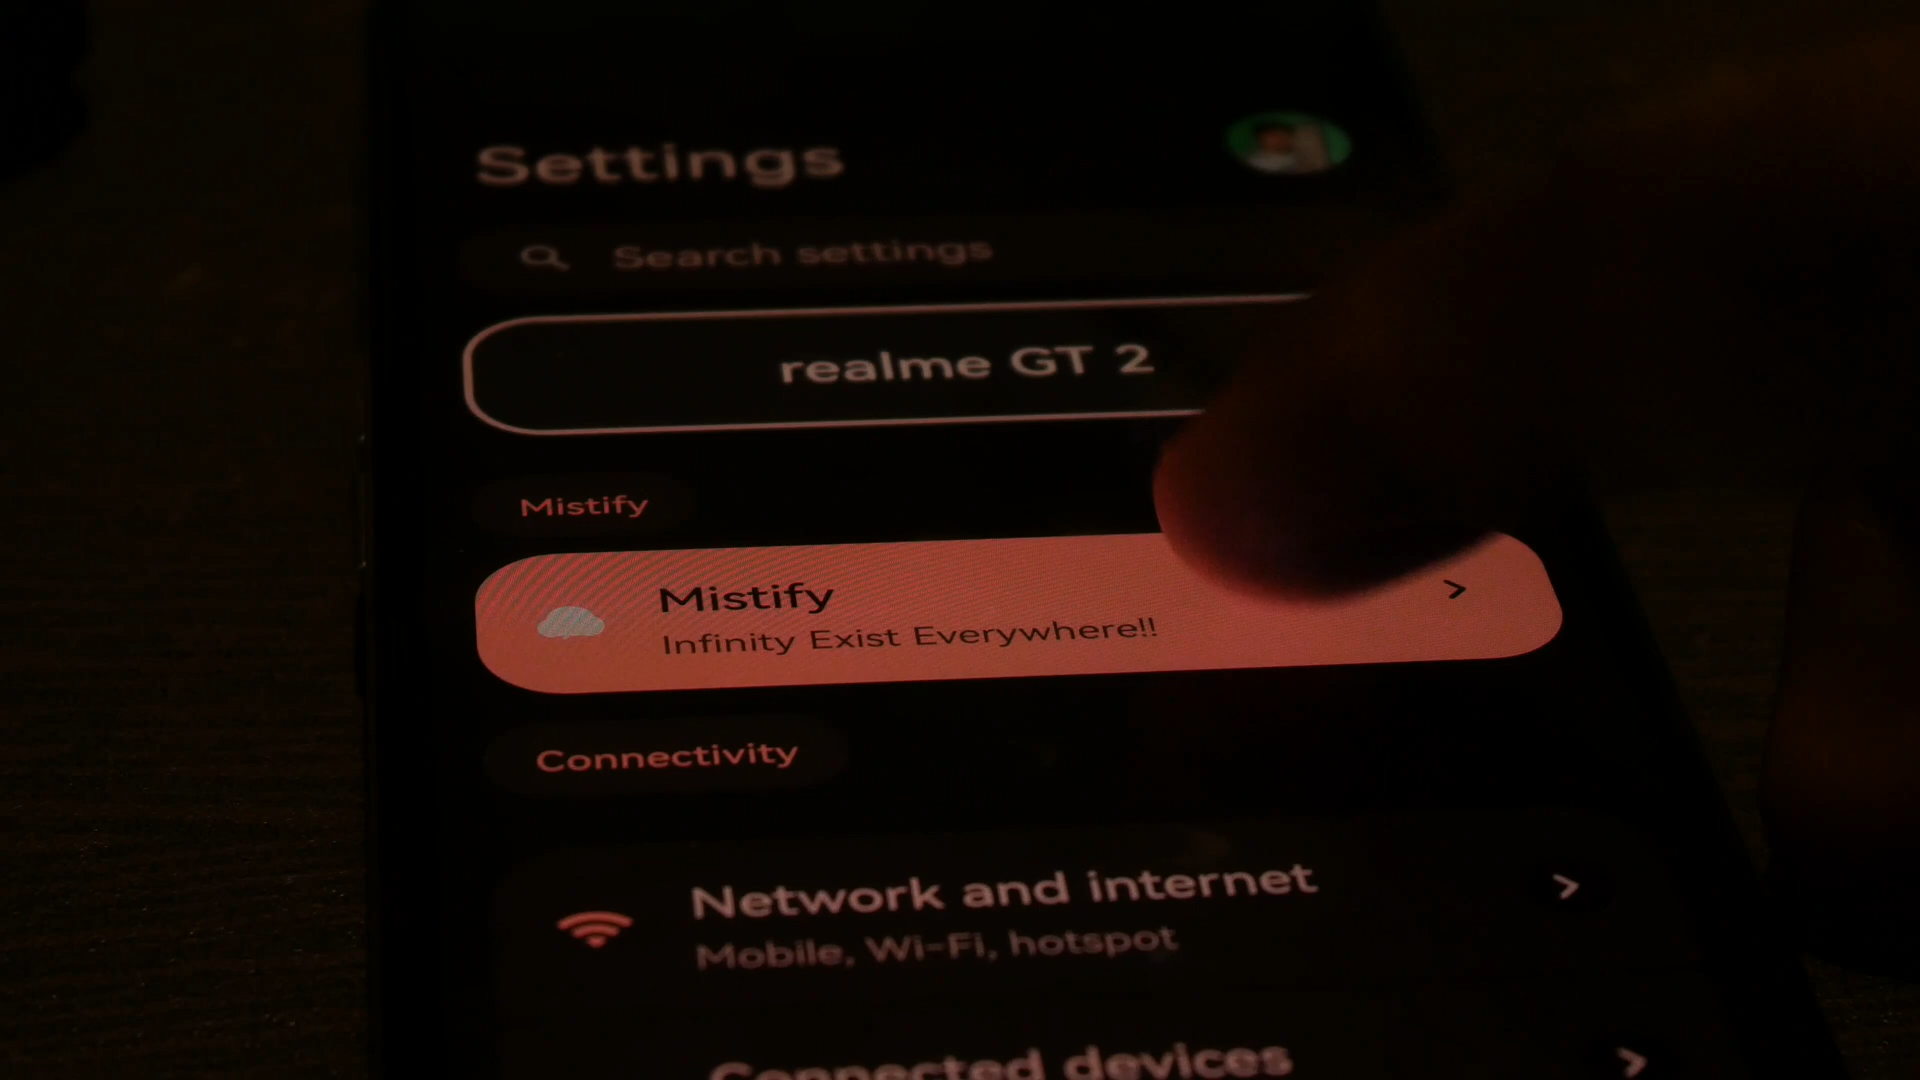 Settings
Search settings
realme GT 2
Mistify
Mistify
Infinity Exist Everywhere!!
Connectivity
Network and internet
Mobile, Wi-Fi, hotspot
Connected devices